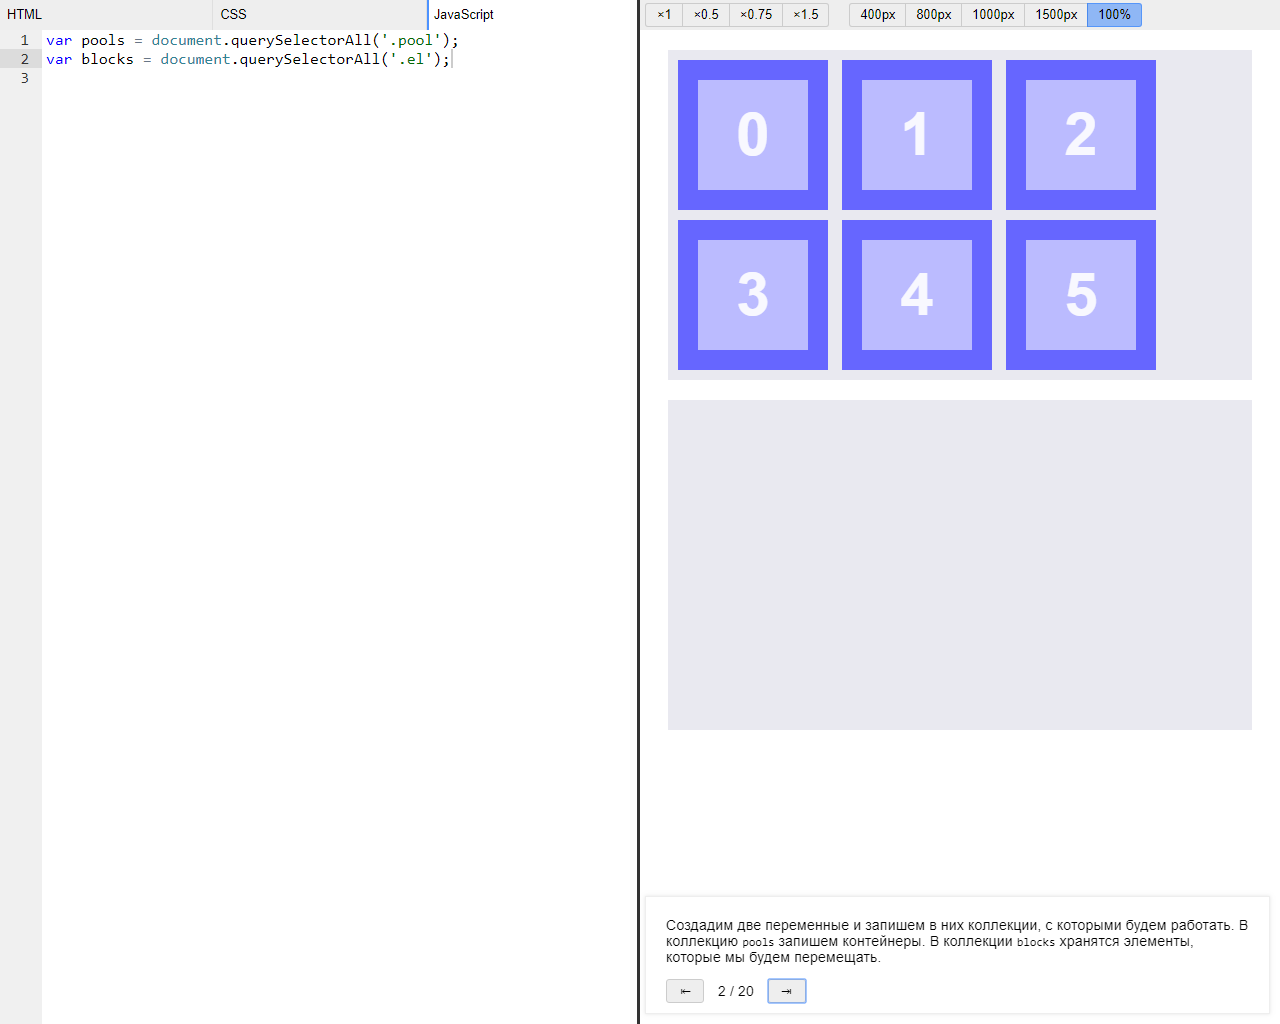 HTML CSS JavaScript
×1 ×0.5 ×0.75 ×1.5 400px 800px 1000px 1500px 100%
1 var pools = document.querySelectorAll('.pool');
2 var blocks = document.querySelectorAll('.el');
3
0 1 2
3 4 5
Создадим две переменные и запишем в них коллекции, с которыми будем работать. В
коллекцию pools запишем контейнеры. В коллекции blocks хранятся элементы,
которые мы будем перемещать.
⇤ 2 / 20 ⇥